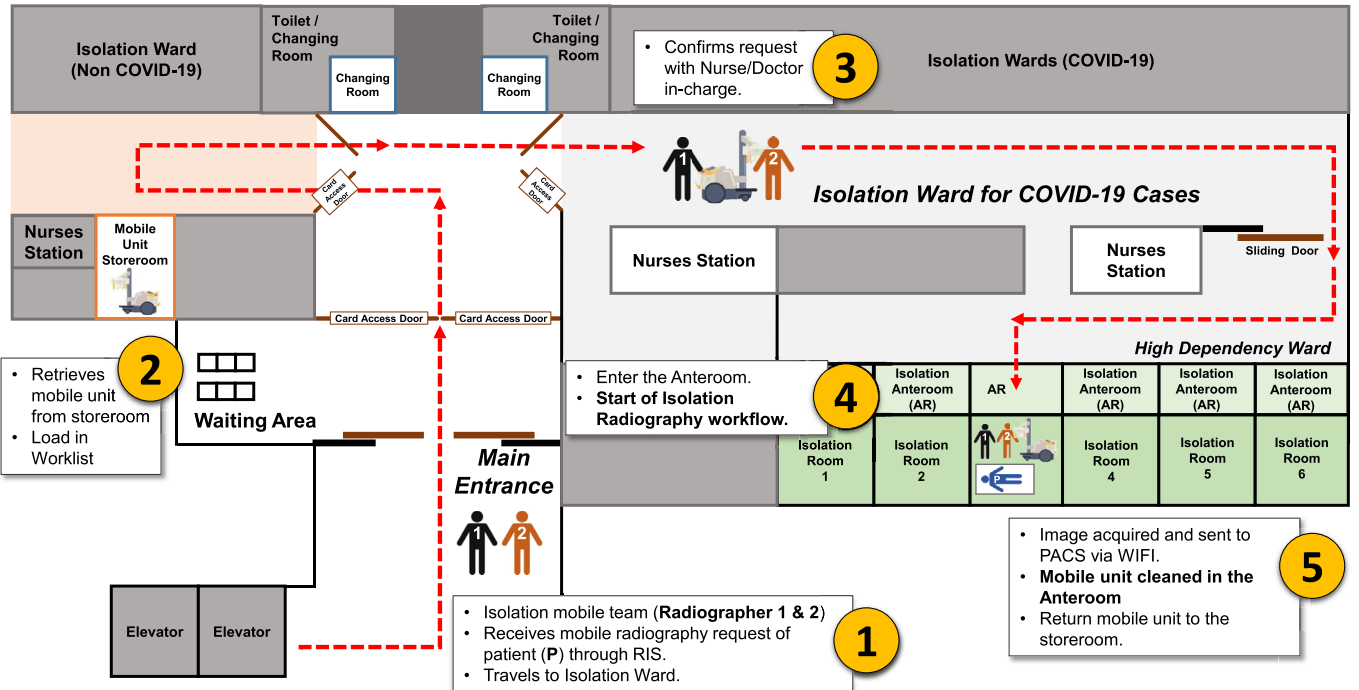 Isolation Ward
(Non COVID-19)
Toilet /
Changing
Room
Changing
Room
Toilet /
Changing
Room
Changing
Room
• Confirms request
with Nurse/Doctor
in-charge.
3
Isolation Wards (COVID-19)
1
2
Card
Access
Door
Card
Access
Door
Isolation Ward for COVID-19 Cases
Nurses
Station
Mobile
Unit
Storeroom
Nurses Station
Nurses
Station
Sliding Door
Card Access Door
Card Access Door
High Dependency Ward
2
• Retrieves
mobile unit
from storeroom
• Load in
Worklist
Waiting Area
• Enter the Anteroom.
• Start of Isolation
Radiography workflow.
4
Isolation
Anteroom
(AR)
AR
Isolation
Anteroom
(AR)
Isolation
Anteroom
(AR)
Isolation
Anteroom
(AR)
Isolation
Room
1
Isolation
Room
2
1
2
P
Isolation
Room
4
Isolation
Room
5
Isolation
Room
6
Main
Entrance
1
2
Elevator
Elevator
• Isolation mobile team (Radiographer 1 & 2)
• Receives mobile radiography request of
patient (P) through RIS.
• Travels to Isolation Ward.
1
• Image acquired and sent to
PACS via WIFI.
• Mobile unit cleaned in the
Anteroom
• Return mobile unit to the
storeroom.
5